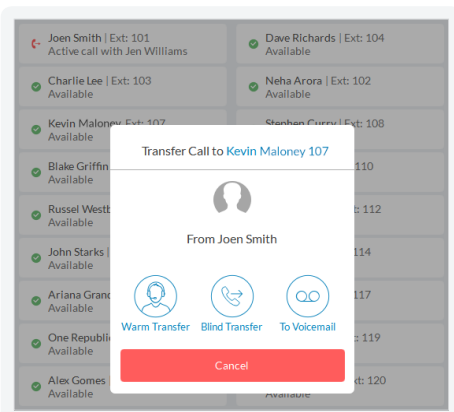 Joen Smith | Ext: 101
Active call with Jen Williams
Dave Richards | Ext: 104
Available
Charlie Lee | Ext: 103
Available
Neha Arora | Ext: 102
Available
Kevin Maloney Ext: 107
Available
Stephen Curry | Ext: 108
Blake Griffin
Available
110
Russel Westb
Available
: 112
John Starks |
Available
114
Ariana Grand
Available
117
One Republi
Available
: 119
Alex Gomes |
Available
: 120
Available
Transfer Call to Kevin Maloney 107
From Joen Smith
Warm Transfer
Blind Transfer
To Voicemail
Cancel